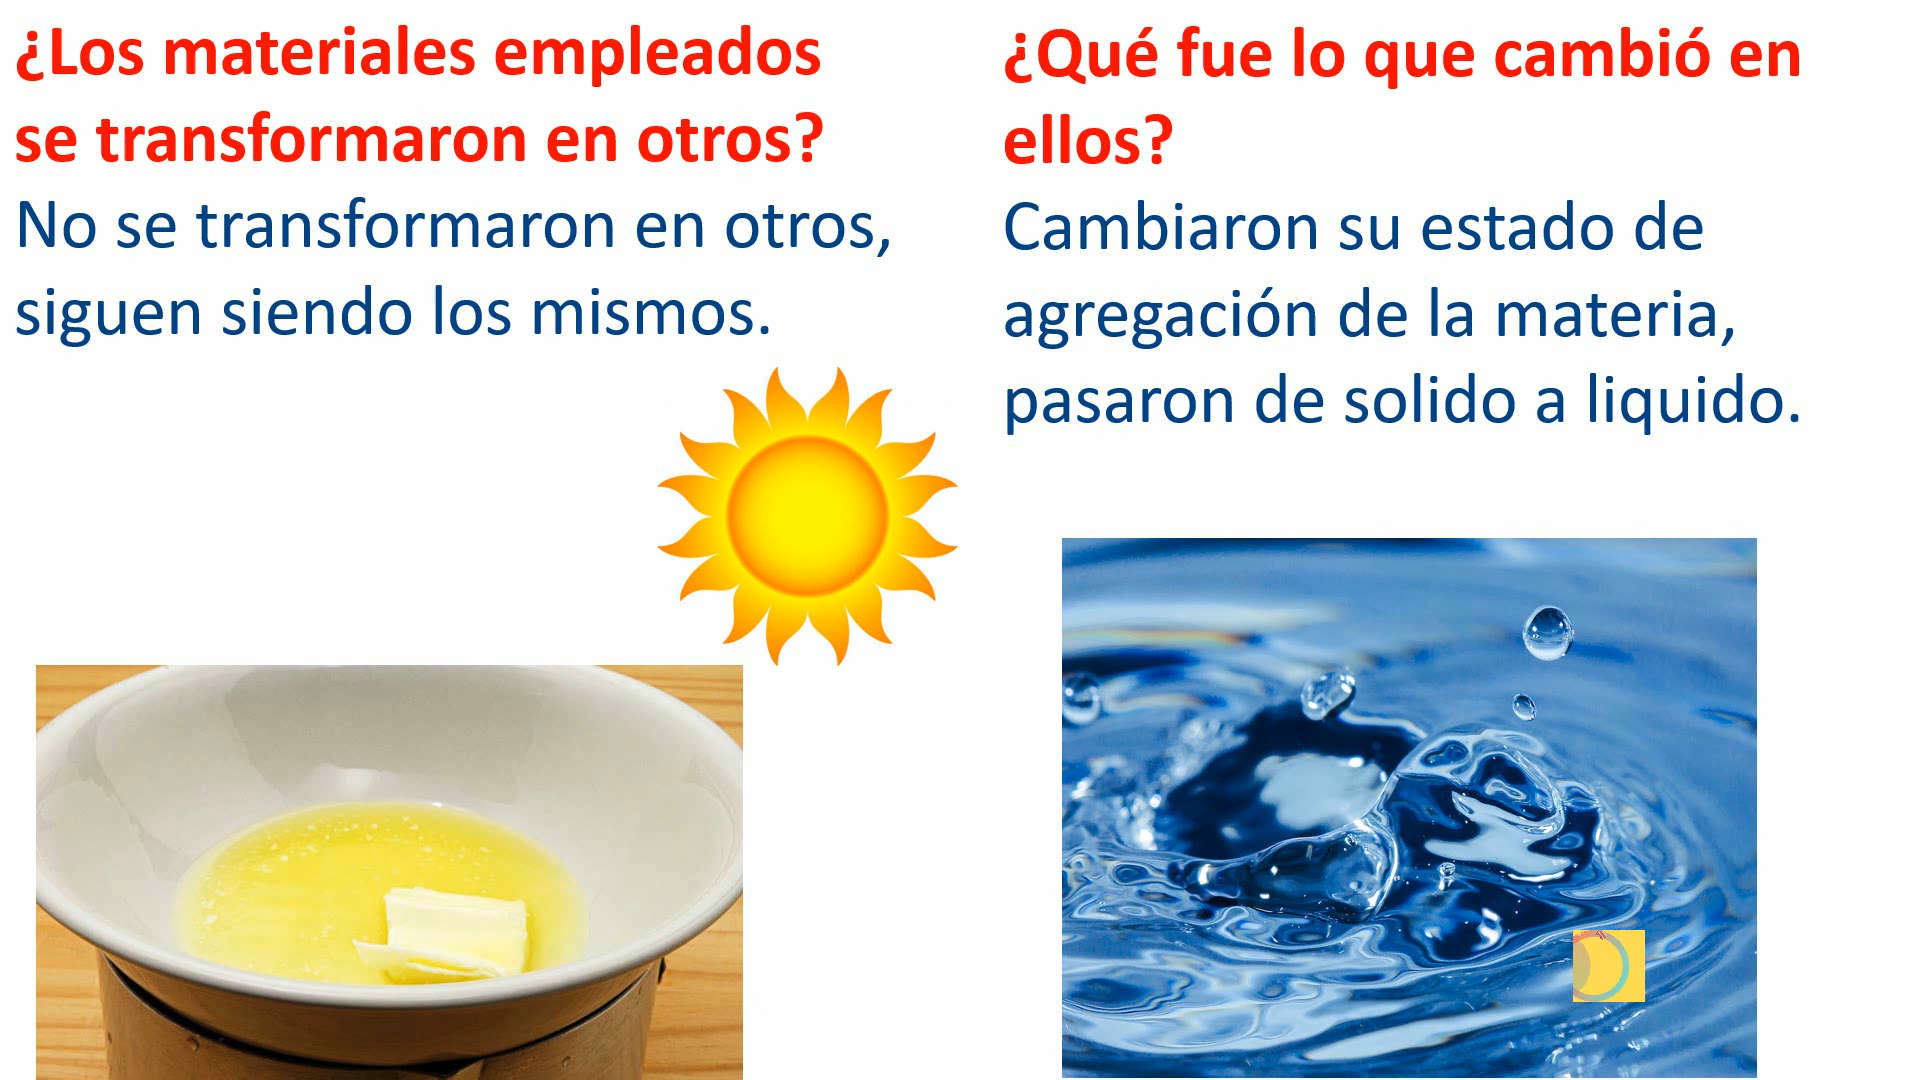 ¿Los materiales empleados
se transformaron en otros?
No se transformaron en otros,
siguen siendo los mismos.
¿Qué fue lo que cambió en
ellos?
Cambiaron su estado de
agregación de la materia,
pasaron de solido a liquido.